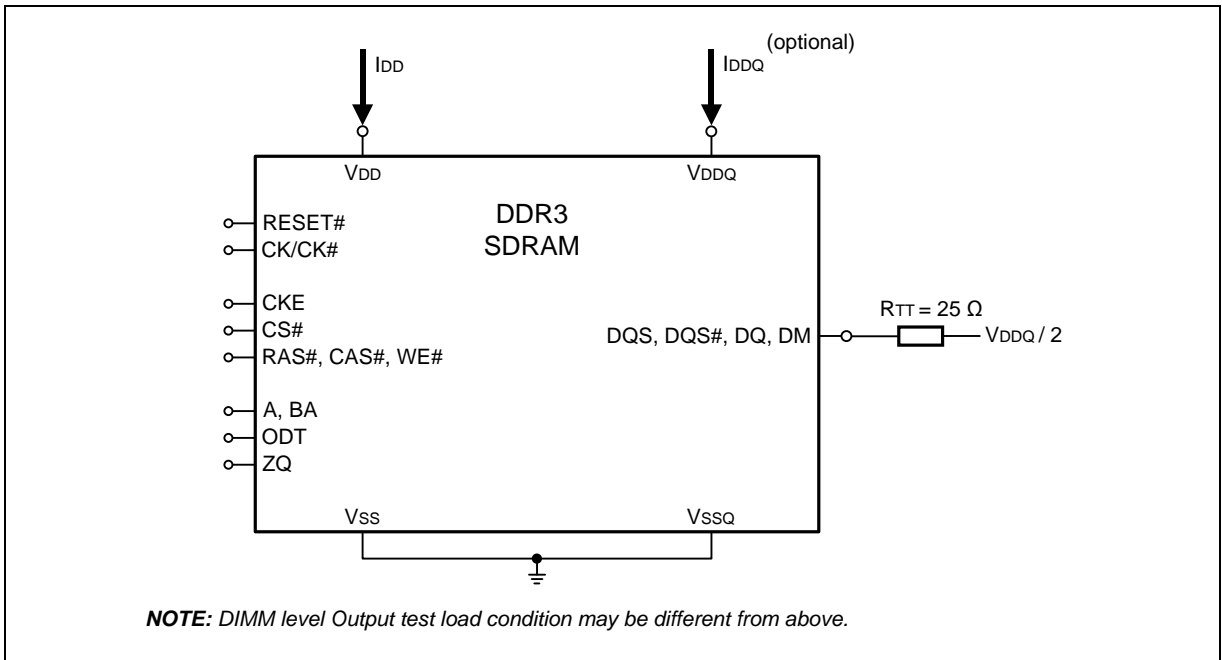 (optional)
IDD
IDDQ
VDD
VDDQ
DDR3
SDRAM
RESET#
CK/CK#
CKE
CS#
RAS#, CAS#, WE#
A, BA
ODT
ZQ
DQS, DQS#, DQ, DM
RTT = 25 Ω
VDDQ / 2
VSS
VSSQ
NOTE: DIMM level Output test load condition may be different from above.